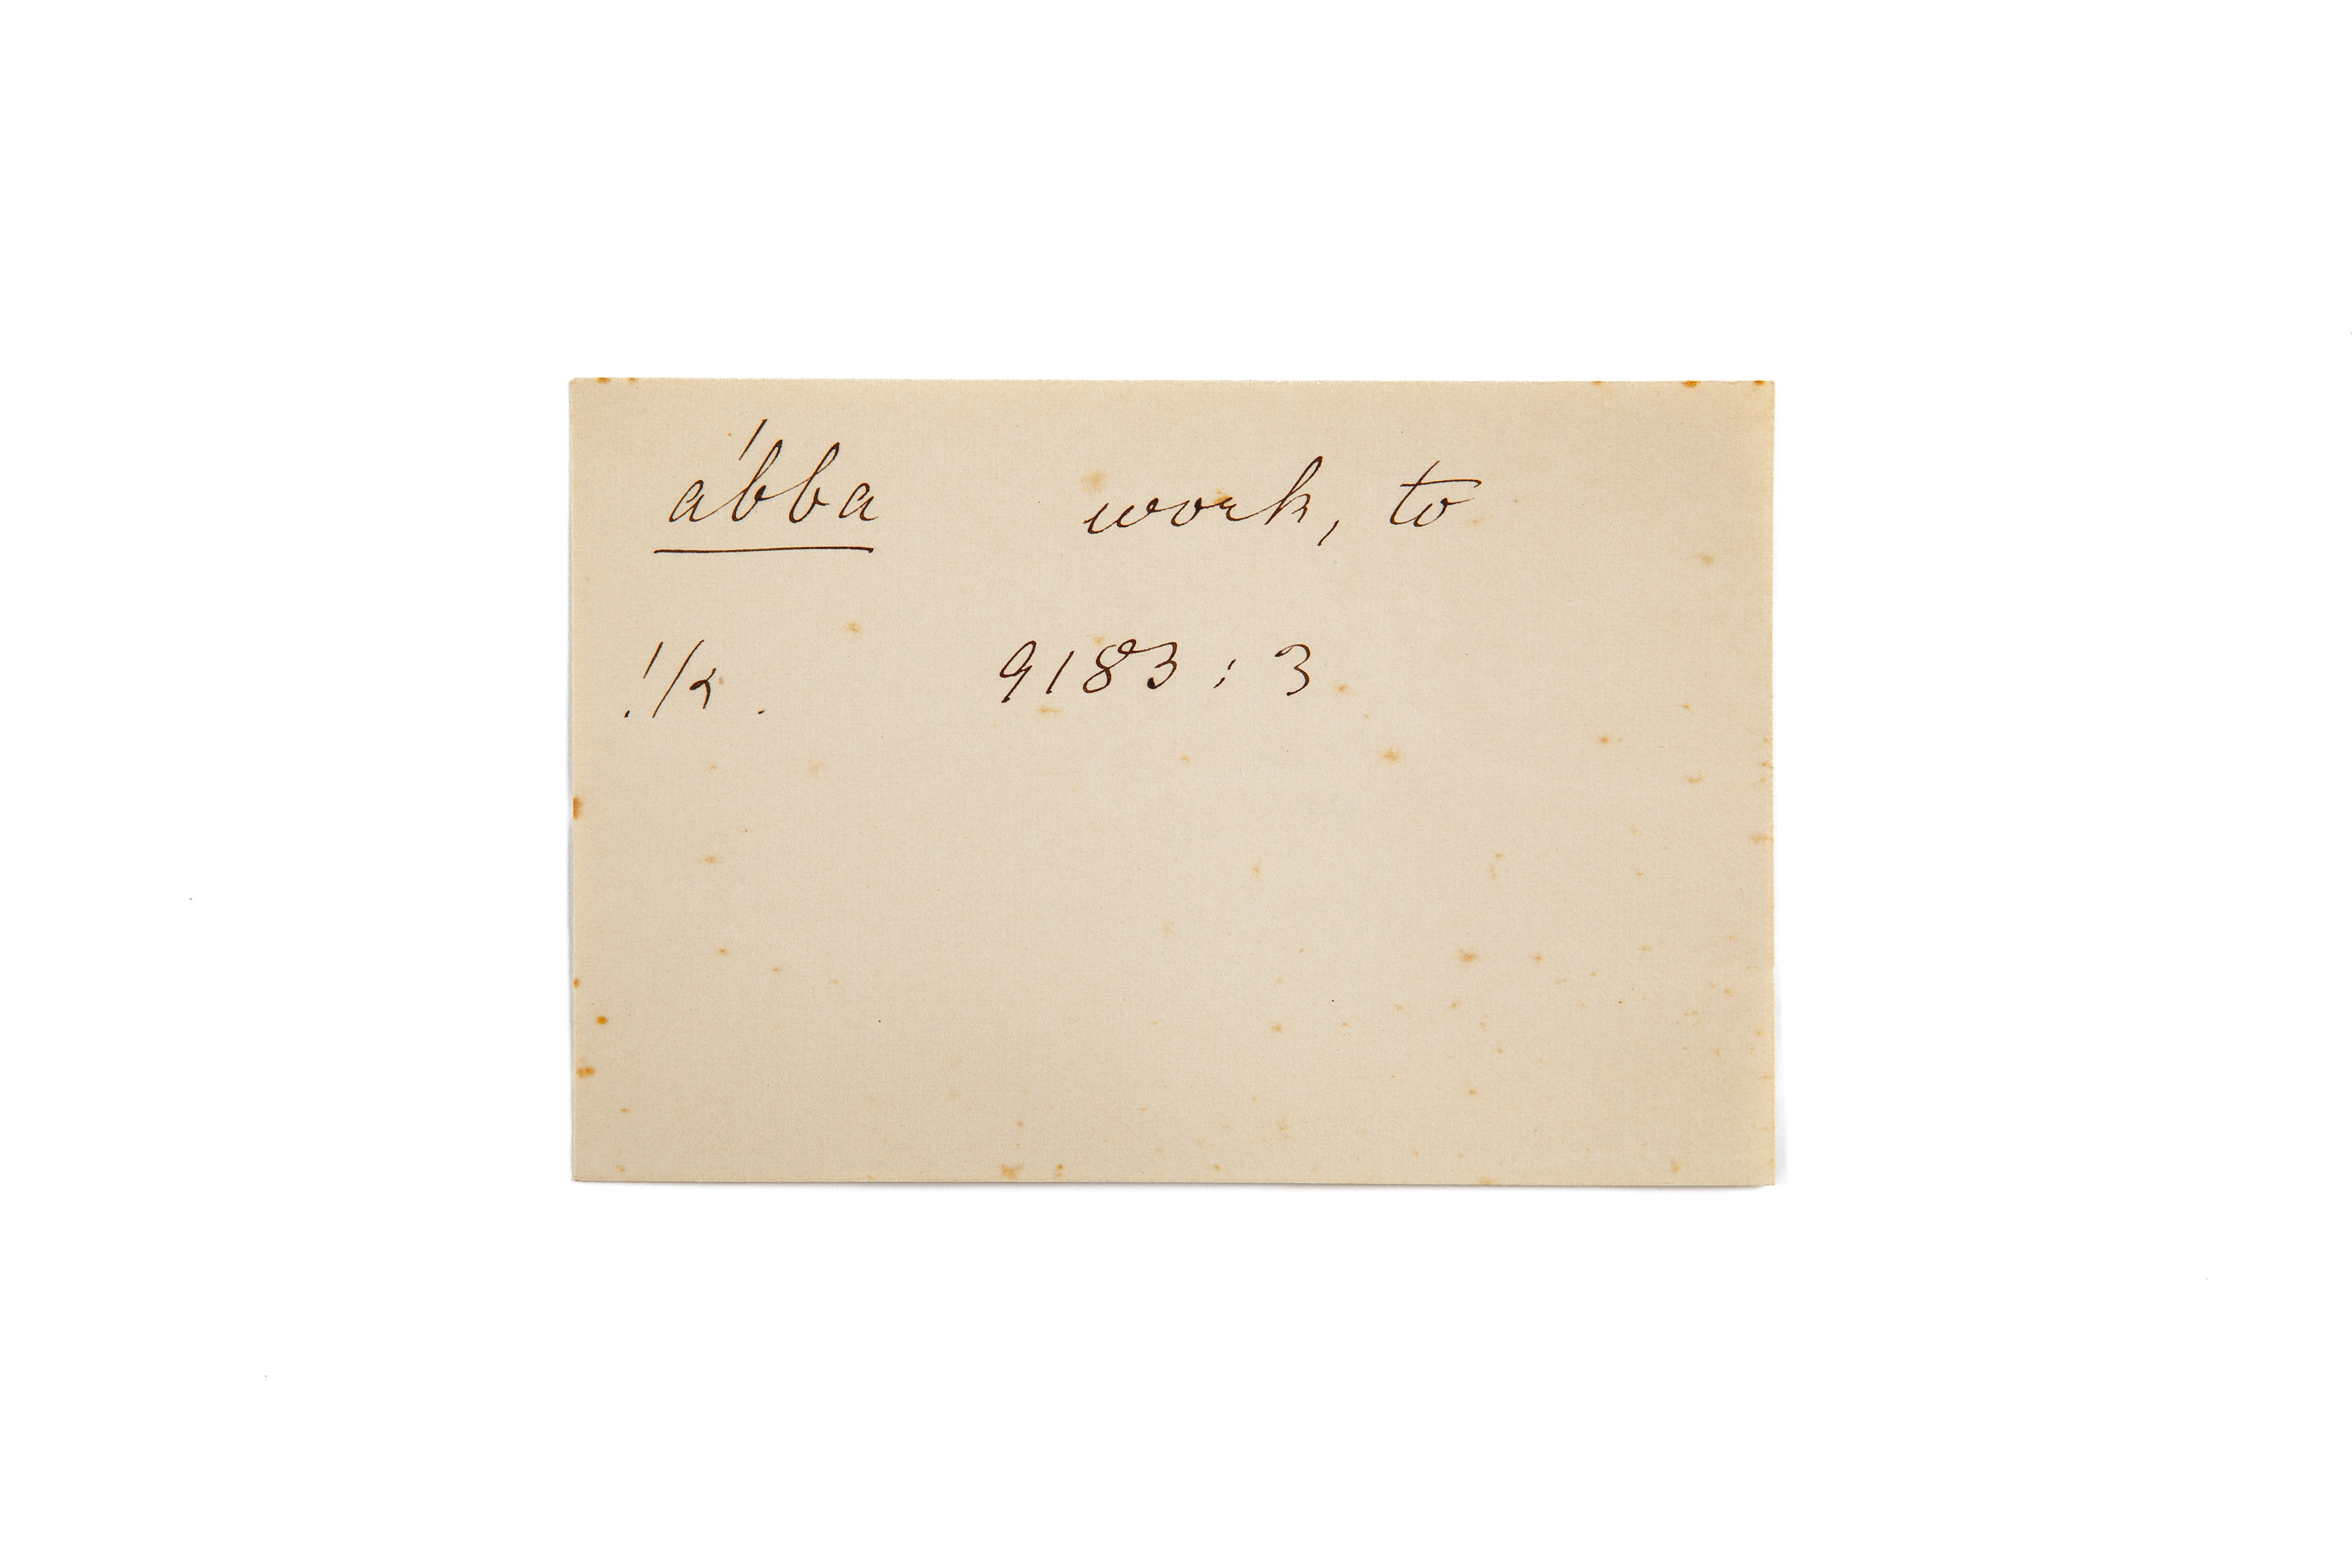 ábba work, to
!k. 9183:3